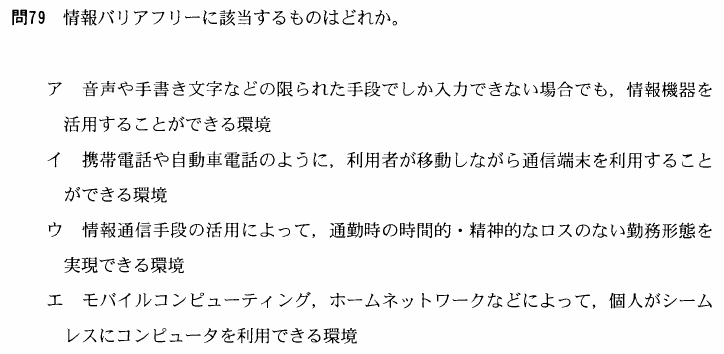 問79 情報バリアフリーに該当するものはどれか。
ア 音声や手書き文字などの限られた手段でしか入力できない場合でも，情報機器を
活用することができる環境
イ 携帯電話や自動車電話のように，利用者が移動しながら通信端末を利用すること
ができる環境
ウ 情報通信手段の活用によって，通勤時の時間的・精神的なロスのない勤務形態を
実現できる環境
エ モバイルコンピューティング，ホームネットワークなどによって，個人がシーム
レスにコンピュータを利用できる環境